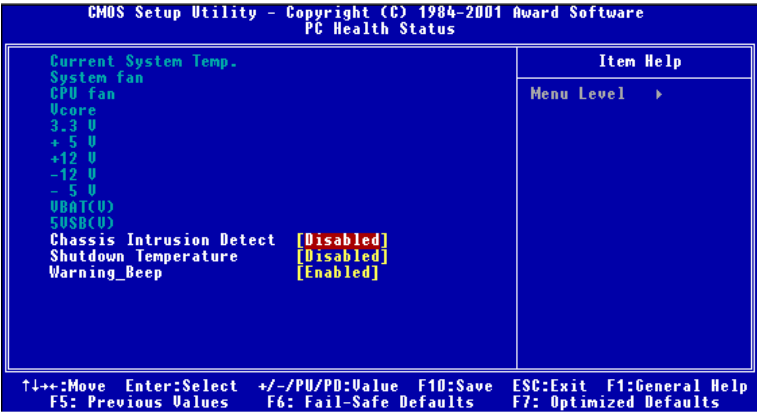 CMOS Setup Utility - Copyright (C) 1984-2001 Award Software
PC Health Status
Current System Temp.
System fan
CPU fan
Vcore
3.3 V
+ 5 V
+12 V
-12 V
- 5 V
VBAT(V)
5VSB(V)
Chassis Intrusion Detect [Disabled]
Shutdown Temperature [Disabled]
Warning_Beep [Enabled]
Item Help
Menu Level ▸
↑↓→←:Move Enter:Select +/-/PU/PD:Value F10:Save ESC:Exit F1:General Help
F5: Previous Values F6: Fail-Safe Defaults F7: Optimized Defaults